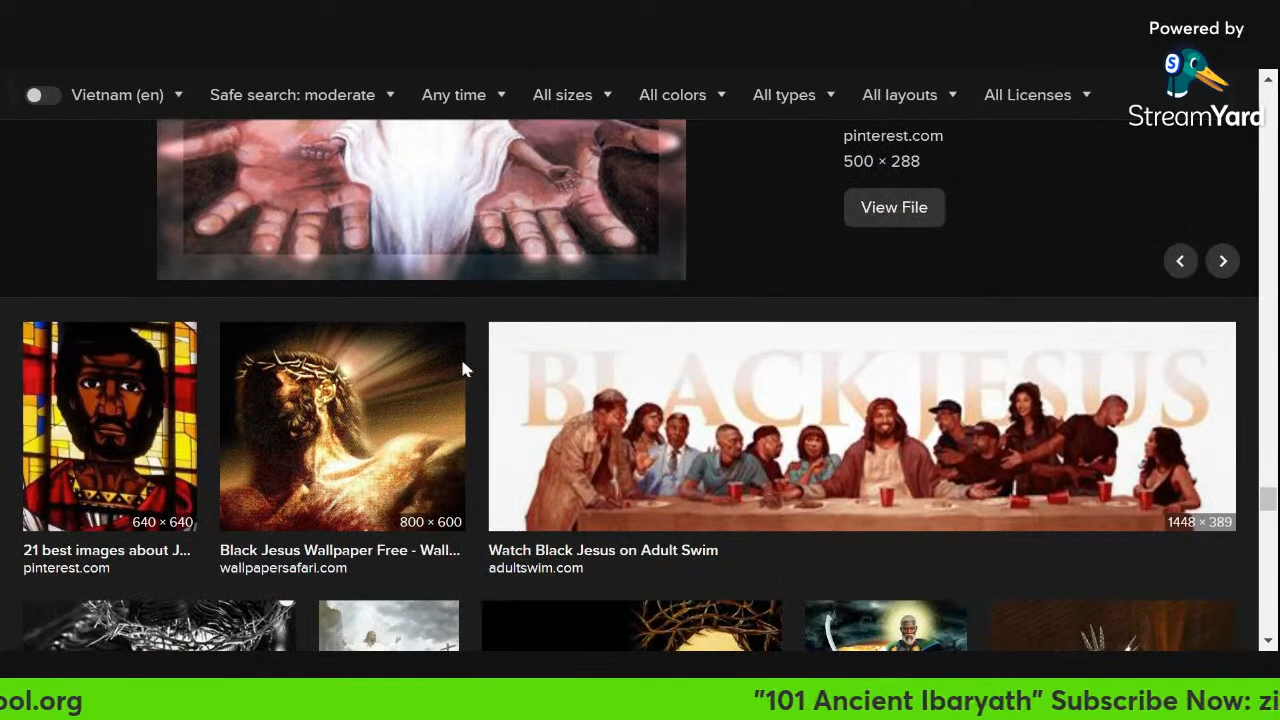 Powered by
StreamYard
Vietnam (en) Safe search: moderate Any time All sizes All colors All types All layouts All Licenses
pinterest.com
500 × 288
View File
BLACK JESUS
640 × 640
800 × 600
1448 × 389
21 best images about J...
pinterest.com
Black Jesus Wallpaper Free - Wall...
wallpapersafari.com
Watch Black Jesus on Adult Swim
adultswim.com
ool.org
"101 Ancient Ibaryath" Subscribe Now: zi